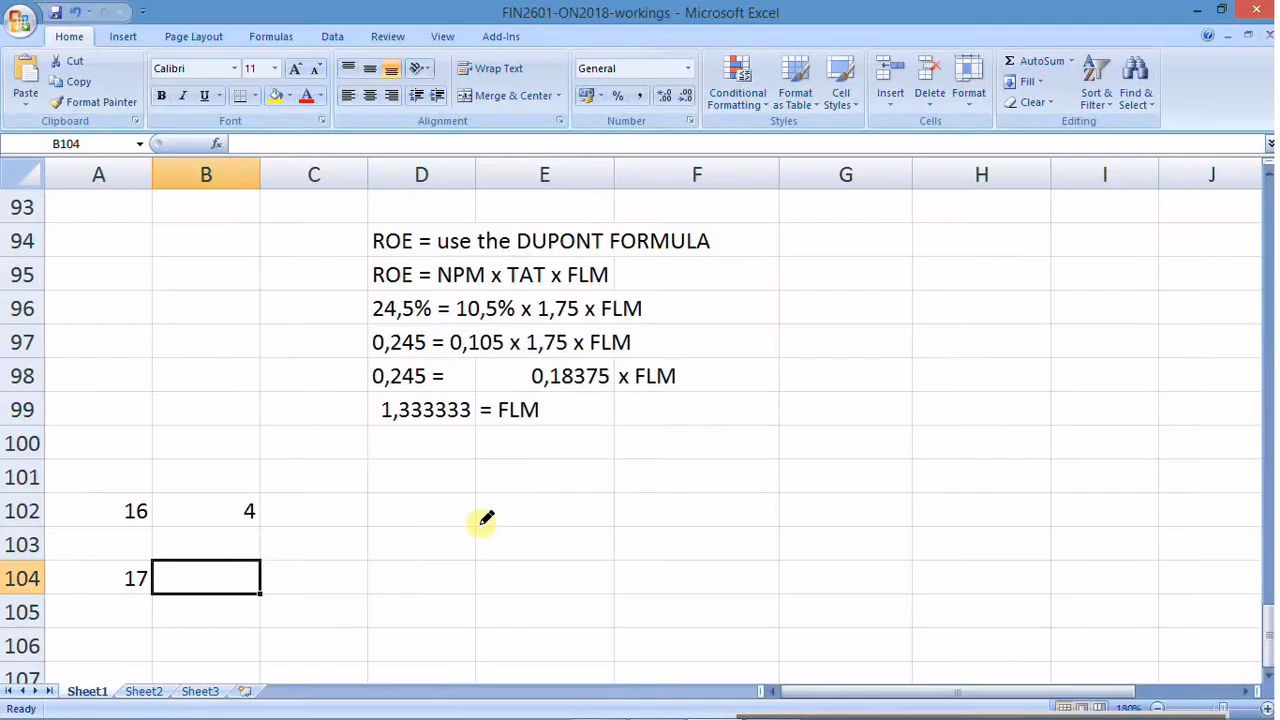 FIN2601-ON2018-workings - Microsoft Excel
Home Insert Page Layout Formulas Data Review View Add-Ins
Paste
Cut
Copy
Format Painter
Clipboard
Calibri 11
B I U
Font
Wrap Text
Merge & Center
Alignment
General
Number
Conditional Formatting
Format as Table
Cell Styles
Styles
Insert Delete Format
Cells
AutoSum
Fill
Clear
Sort & Filter
Find & Select
Editing
B104
fx
A B C D E F G H I J
93
94 ROE = use the DUPONT FORMULA
95 ROE = NPM x TAT x FLM
96 24,5% = 10,5% x 1,75 x FLM
97 0,245 = 0,105 x 1,75 x FLM
98 0,245 = 0,18375 x FLM
99 1,333333 = FLM
100
101
102 16 4
103
104 17
105
106
107
Sheet1 Sheet2 Sheet3
Ready 180%